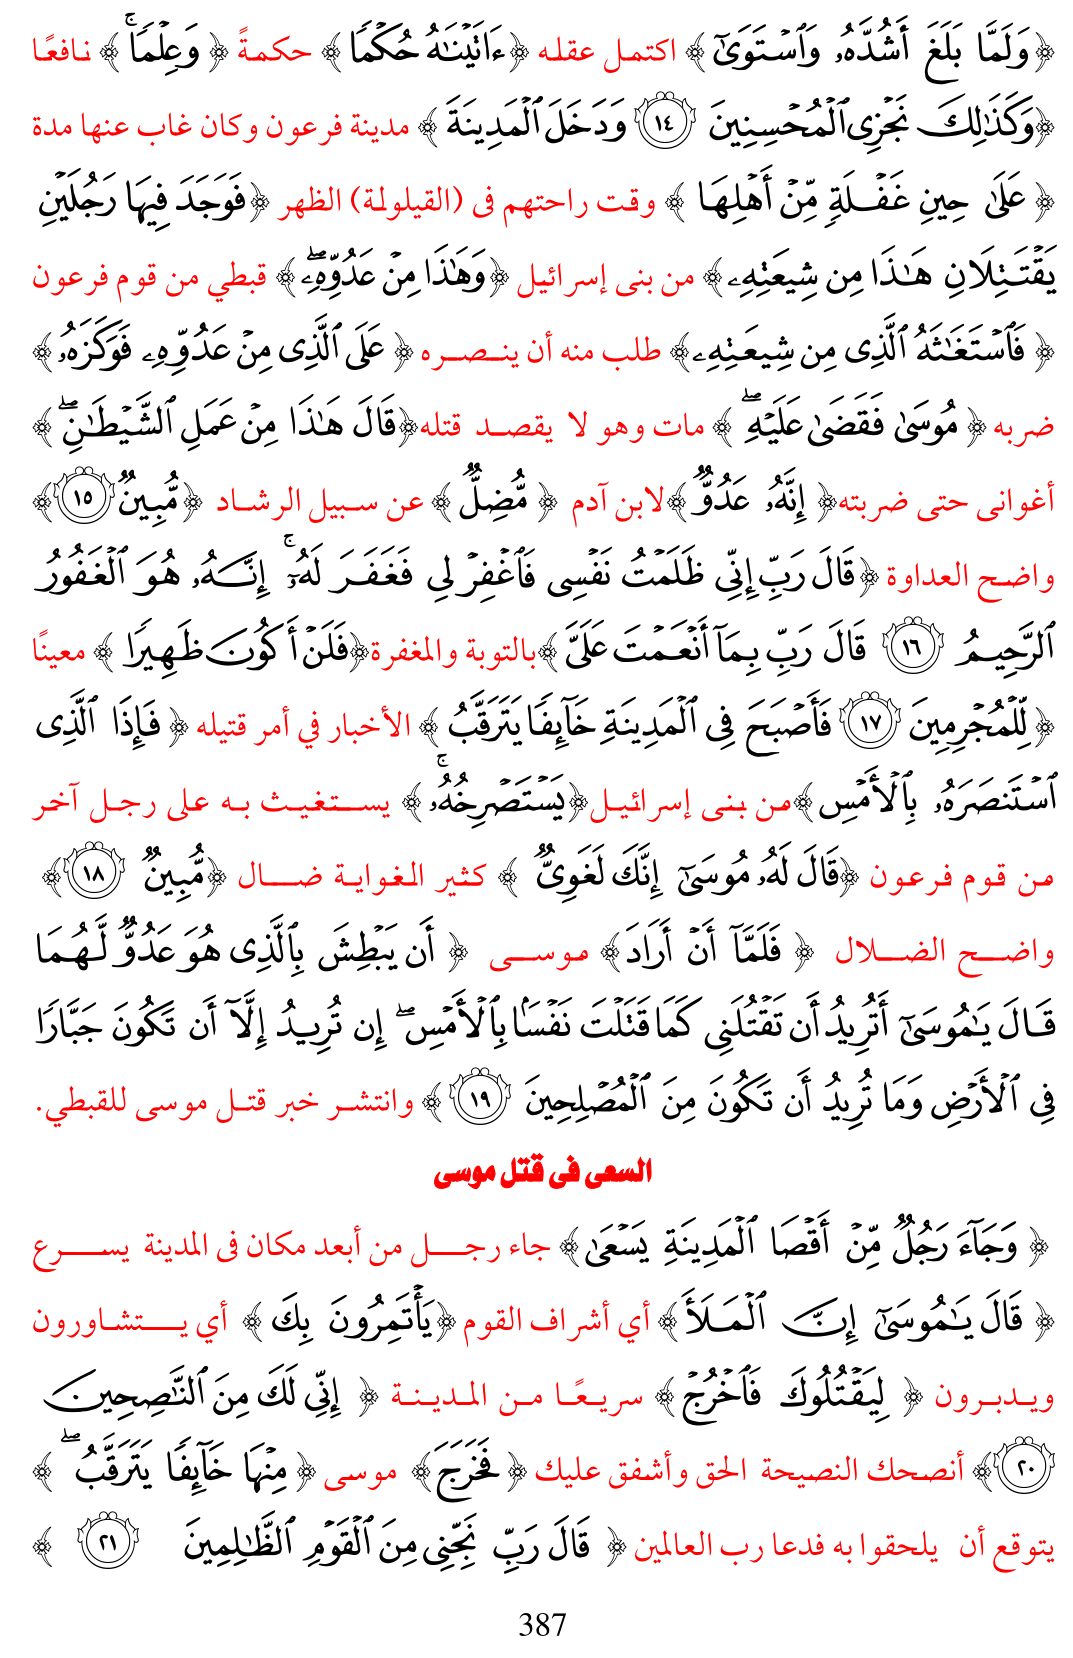 ﴿ وَلَمَّا بَلَغَ أَشُدَّهُۥ وَٱسْتَوَىٰٓ ﴾ اكتمل عقله ﴿ ءَاتَيْنَٰهُ حُكْمًا ﴾ حكمةً ﴿ وَعِلْمًاۚ ﴾ نافعًا
﴿ وَكَذَٰلِكَ نَجْزِى ٱلْمُحْسِنِينَ ١٤ وَدَخَلَ ٱلْمَدِينَةَ ﴾ مدينة فرعون وكان غاب عنها مدة
﴿ عَلَىٰ حِينِ غَفْلَةٍ مِّنْ أَهْلِهَا ﴾ وقت راحتهم فى (القيلولة) الظهر ﴿ فَوَجَدَ فِيهَا رَجُلَيْنِ
يَقْتَتِلَانِ هَٰذَا مِن شِيعَتِهِۦ ﴾ من بنى إسرائيل ﴿ وَهَٰذَا مِنْ عَدُوِّهِۦۖ ﴾ قبطي من قوم فرعون
﴿ فَٱسْتَغَٰثَهُ ٱلَّذِى مِن شِيعَتِهِۦ ﴾ طلب منه أن ينصره ﴿ عَلَى ٱلَّذِى مِنْ عَدُوِّهِۦ فَوَكَزَهُۥ ﴾
ضربه ﴿ مُوسَىٰ فَقَضَىٰ عَلَيْهِۖ ﴾ مات وهو لا يقصد قتله ﴿ قَالَ هَٰذَا مِنْ عَمَلِ ٱلشَّيْطَٰنِۖ ﴾
أغوانى حتى ضربته ﴿ إِنَّهُۥ عَدُوٌّ ﴾ لابن آدم ﴿ مُّضِلٌّ ﴾ عن سبيل الرشاد ﴿ مُّبِينٌ ١٥ ﴾
واضح العداوة ﴿ قَالَ رَبِّ إِنِّى ظَلَمْتُ نَفْسِى فَٱغْفِرْ لِى فَغَفَرَ لَهُۥٓۚ إِنَّهُۥ هُوَ ٱلْغَفُورُ
ٱلرَّحِيمُ ١٦ قَالَ رَبِّ بِمَآ أَنْعَمْتَ عَلَىَّ ﴾ بالتوبة والمغفرة ﴿ فَلَنْ أَكُونَ ظَهِيرًا ﴾ معينًا
﴿ لِّلْمُجْرِمِينَ ١٧ فَأَصْبَحَ فِى ٱلْمَدِينَةِ خَآئِفًا يَتَرَقَّبُ ﴾ الأخبار في أمر قتيله ﴿ فَإِذَا ٱلَّذِى
ٱسْتَنصَرَهُۥ بِٱلْأَمْسِ ﴾ من بنى إسرائيل ﴿ يَسْتَصْرِخُهُۥۚ ﴾ يستغيث به على رجل آخر
من قوم فرعون ﴿ قَالَ لَهُۥ مُوسَىٰٓ إِنَّكَ لَغَوِىٌّ ﴾ كثير الغواية ضال ﴿ مُّبِينٌ ١٨ ﴾
واضح الضلال ﴿ فَلَمَّآ أَنْ أَرَادَ ﴾ موسى ﴿ أَن يَبْطِشَ بِٱلَّذِى هُوَ عَدُوٌّ لَّهُمَا
قَالَ يَٰمُوسَىٰٓ أَتُرِيدُ أَن تَقْتُلَنِى كَمَا قَتَلْتَ نَفْسًۢا بِٱلْأَمْسِۖ إِن تُرِيدُ إِلَّآ أَن تَكُونَ جَبَّارًا
فِى ٱلْأَرْضِ وَمَا تُرِيدُ أَن تَكُونَ مِنَ ٱلْمُصْلِحِينَ ١٩ ﴾ وانتشر خبر قتل موسى للقبطي.
السعى فى قتل موسى
﴿ وَجَآءَ رَجُلٌ مِّنْ أَقْصَا ٱلْمَدِينَةِ يَسْعَىٰ ﴾ جاء رجل من أبعد مكان فى المدينة يسرع
﴿ قَالَ يَٰمُوسَىٰٓ إِنَّ ٱلْمَلَأَ ﴾ أي أشراف القوم ﴿ يَأْتَمِرُونَ بِكَ ﴾ أي يتشاورون
ويدبرون ﴿ لِيَقْتُلُوكَ فَٱخْرُجْ ﴾ سريعًا من المدينة ﴿ إِنِّى لَكَ مِنَ ٱلنَّٰصِحِينَ
٢٠ ﴾ أنصحك النصيحة الحق وأشفق عليك ﴿ فَخَرَجَ ﴾ موسى ﴿ مِنْهَا خَآئِفًا يَتَرَقَّبُۖ ﴾
يتوقع أن يلحقوا به فدعا رب العالمين ﴿ قَالَ رَبِّ نَجِّنِى مِنَ ٱلْقَوْمِ ٱلظَّٰلِمِينَ ٢١ ﴾
387